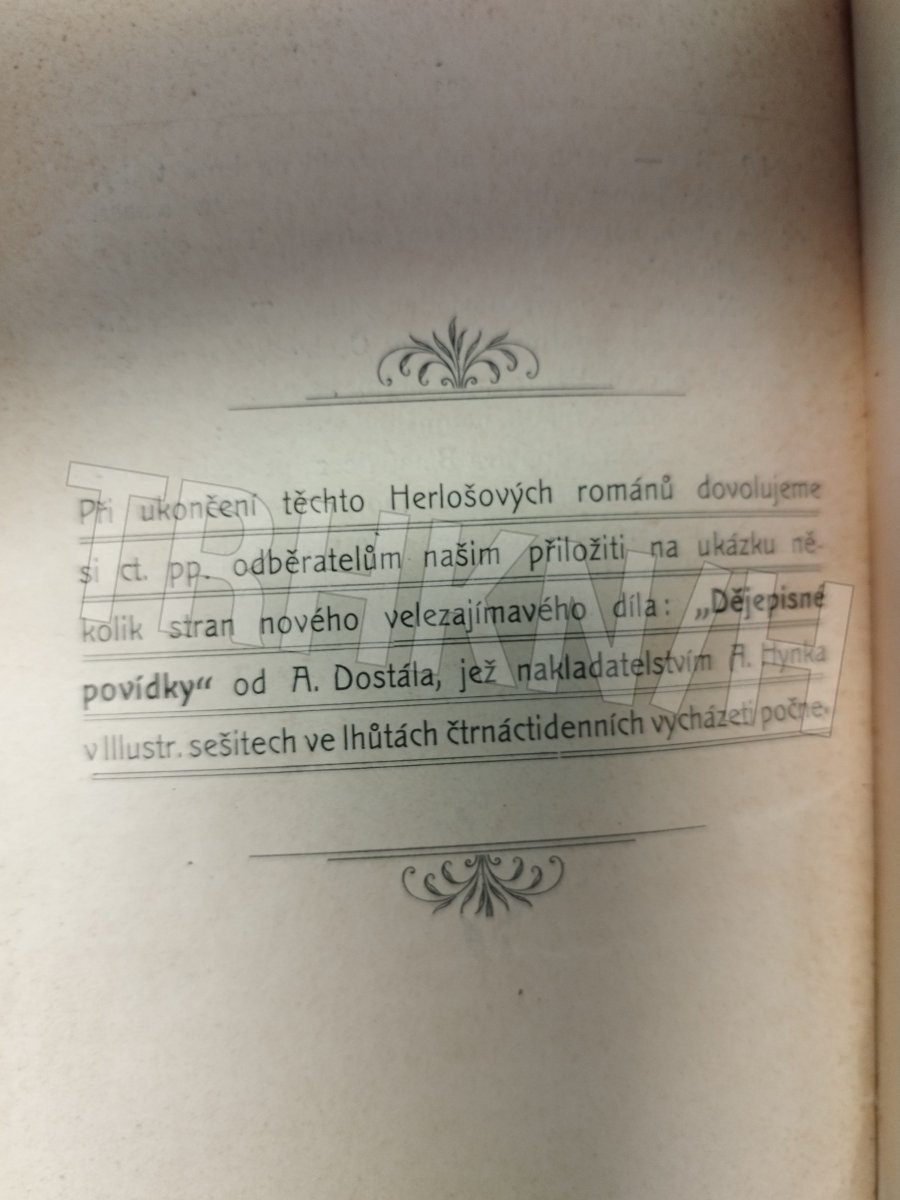 Při ukončení těchto Herlošových románů dovolujeme
si ct. pp. odběratelům našim přiložiti na ukázku ně-
kolik stran nového velezajímavého díla: „Dějepisné
povídky“ od A. Dostála, jež nakladatelstvím A. Hynka
v Illustr. sešitech ve lhůtách čtrnáctidenních vycházeti počne.
TRHKNIH